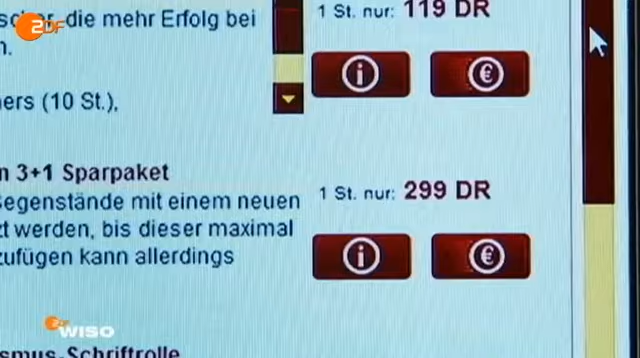 ZDF
die mehr Erfolg bei
n.
1 St. nur: 119 DR
i €
ers (10 St.),
n 3+1 Sparpaket
egenstände mit einem neuen
t werden, bis dieser maximal
zufügen kann allerdings
1 St. nur: 299 DR
i €
ZDF WISO
smus-Schriftrolle